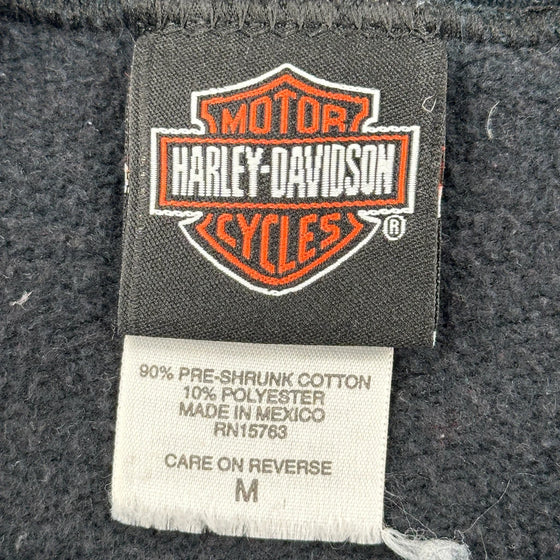 MOTOR
HARLEY-DAVIDSON
CYCLES
®
90% PRE-SHRUNK COTTON
10% POLYESTER
MADE IN MEXICO
RN15763
CARE ON REVERSE
M